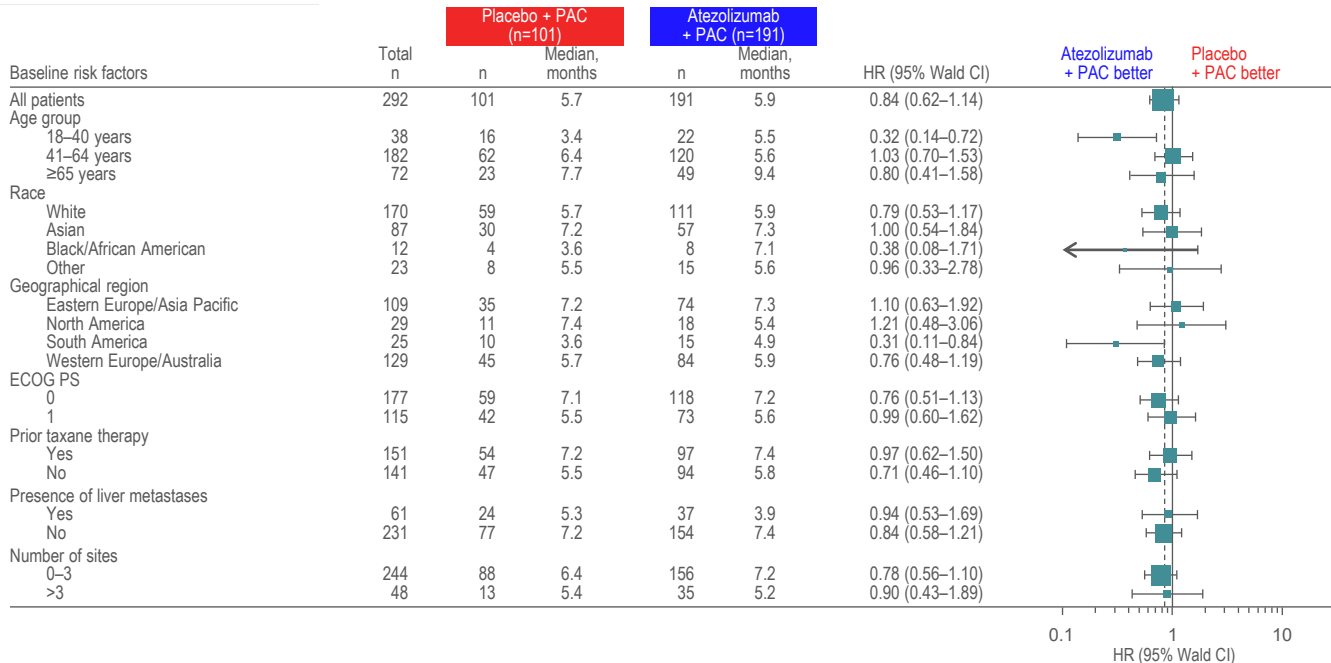 Placebo + PAC (n=101) Atezolizumab + PAC (n=191)
Baseline risk factors Total n n Median, months n Median, months HR (95% Wald CI) Atezolizumab + PAC better Placebo + PAC better
All patients 292 101 5.7 191 5.9 0.84 (0.62–1.14)
Age group
18–40 years 38 16 3.4 22 5.5 0.32 (0.14–0.72)
41–64 years 182 62 6.4 120 5.6 1.03 (0.70–1.53)
≥65 years 72 23 7.7 49 9.4 0.80 (0.41–1.58)
Race
White 170 59 5.7 111 5.9 0.79 (0.53–1.17)
Asian 87 30 7.2 57 7.3 1.00 (0.54–1.84)
Black/African American 12 4 3.6 8 7.1 0.38 (0.08–1.71)
Other 23 8 5.5 15 5.6 0.96 (0.33–2.78)
Geographical region
Eastern Europe/Asia Pacific 109 35 7.2 74 7.3 1.10 (0.63–1.92)
North America 29 11 7.4 18 5.4 1.21 (0.48–3.06)
South America 25 10 3.6 15 4.9 0.31 (0.11–0.84)
Western Europe/Australia 129 45 5.7 84 5.9 0.76 (0.48–1.19)
ECOG PS
0 177 59 7.1 118 7.2 0.76 (0.51–1.13)
1 115 42 5.5 73 5.6 0.99 (0.60–1.62)
Prior taxane therapy
Yes 151 54 7.2 97 7.4 0.97 (0.62–1.50)
No 141 47 5.5 94 5.8 0.71 (0.46–1.10)
Presence of liver metastases
Yes 61 24 5.3 37 3.9 0.94 (0.53–1.69)
No 231 77 7.2 154 7.4 0.84 (0.58–1.21)
Number of sites
0–3 244 88 6.4 156 7.2 0.78 (0.56–1.10)
>3 48 13 5.4 35 5.2 0.90 (0.43–1.89)
0.1 1 10
HR (95% Wald CI)